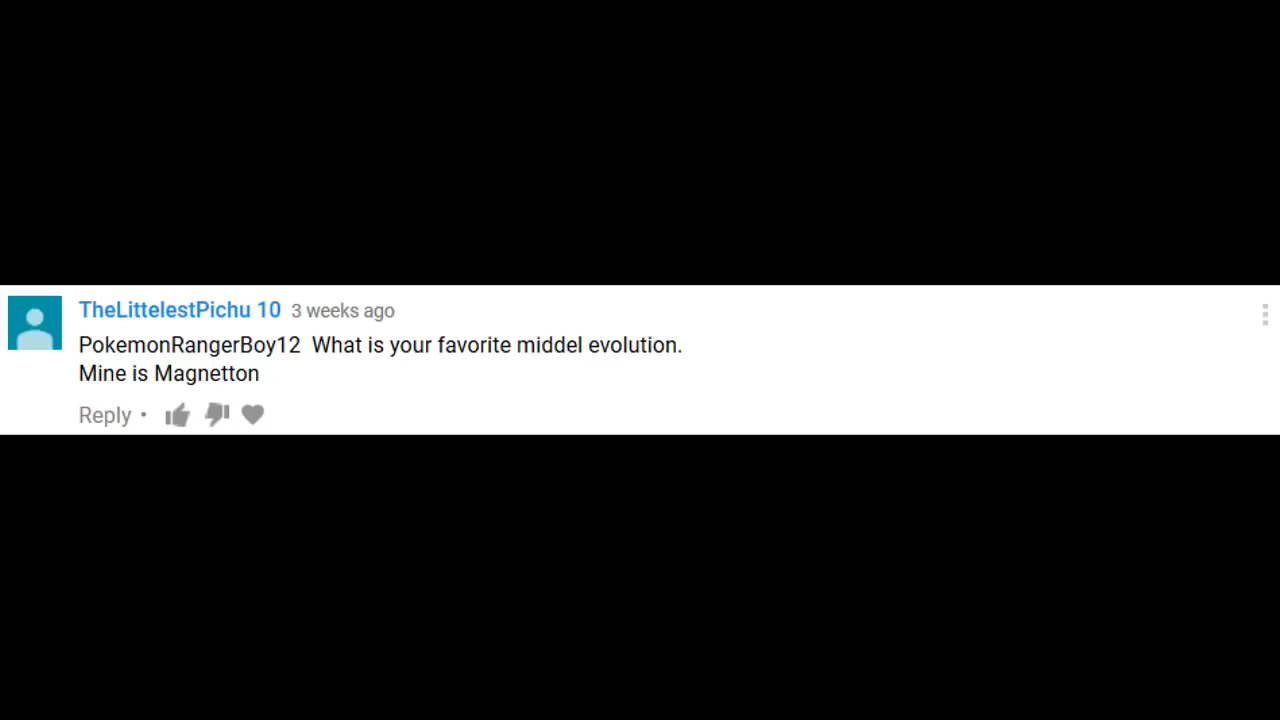 TheLittelestPichu 10 3 weeks ago
PokemonRangerBoy12  What is your favorite middel evolution.
Mine is Magnetton
Reply •